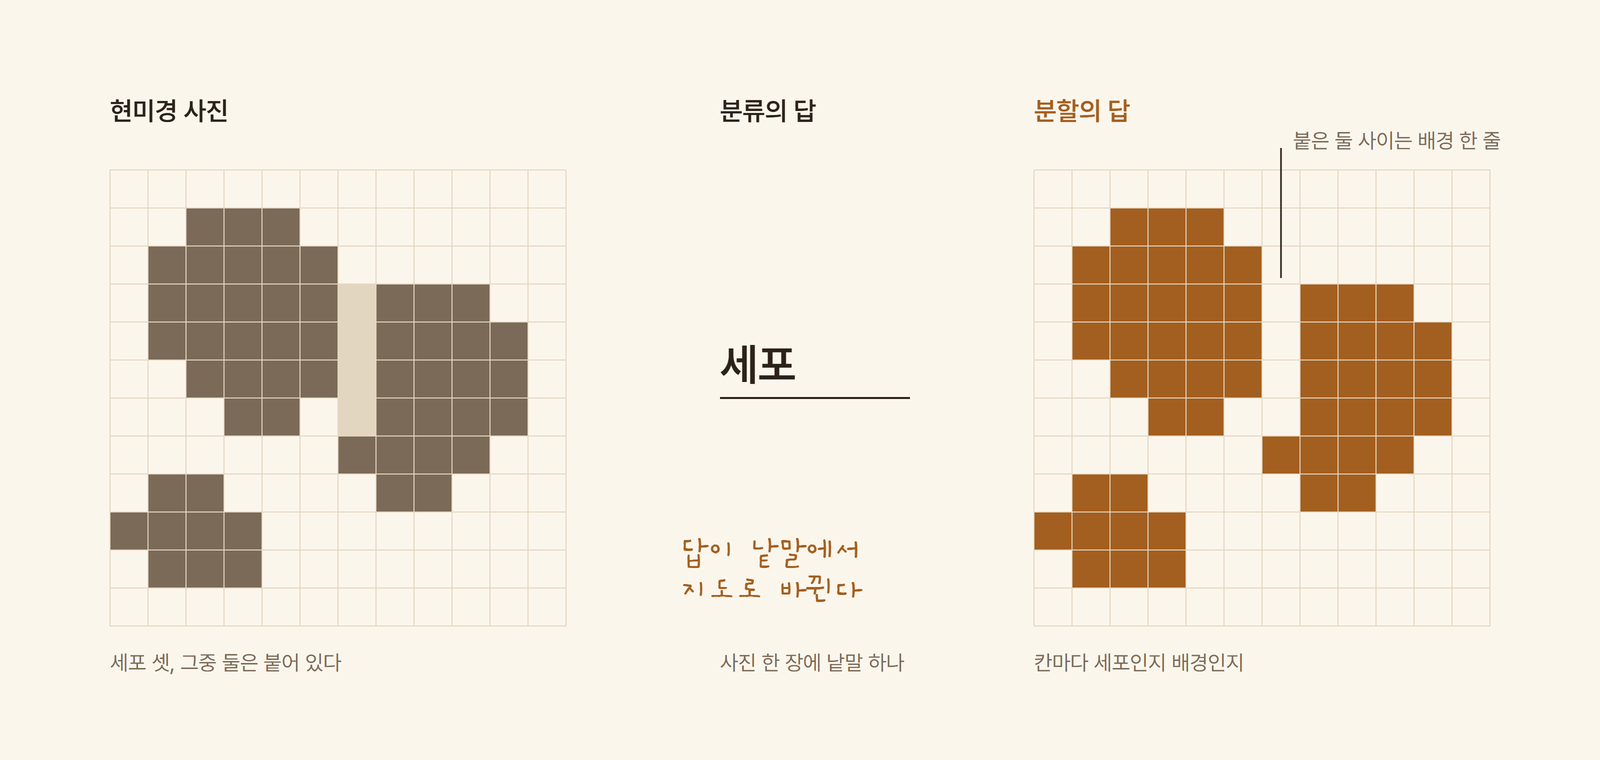 현미경 사진
분류의 답
분할의 답
붙은 둘 사이는 배경 한 줄
세포
답이 낱말에서
지도로 바뀐다
세포 셋, 그중 둘은 붙어 있다
사진 한 장에 낱말 하나
칸마다 세포인지 배경인지